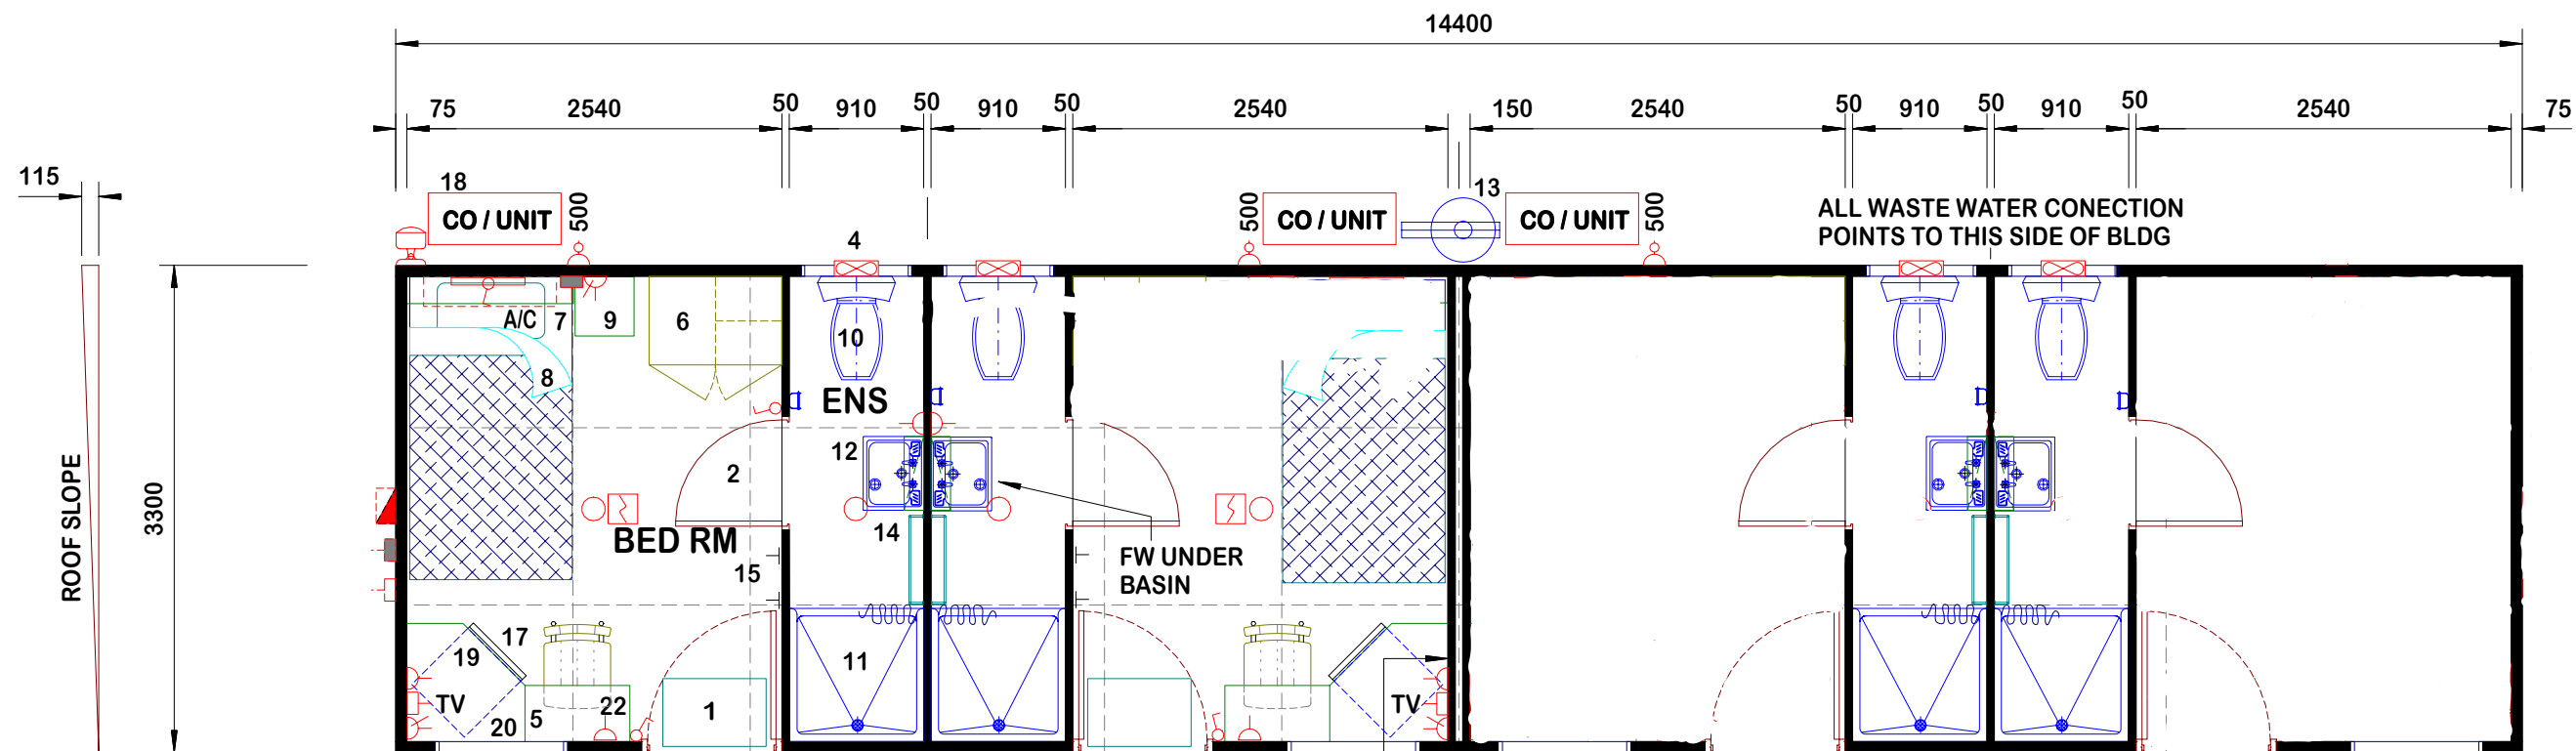 14400
75 2540 50 910 50 910 50 2540 150 2540 50 910 50 910 50 2540 75
115
18
13
CO / UNIT
500
500
CO / UNIT
CO / UNIT
500
ALL WASTE WATER CONECTION
POINTS TO THIS SIDE OF BLDG
4
A/C
7
9
6
10
8
ENS
12
2
ROOF SLOPE
3300
BED RM
14
15
FW UNDER
BASIN
17
19
11
TV
20
5
22
1
TV